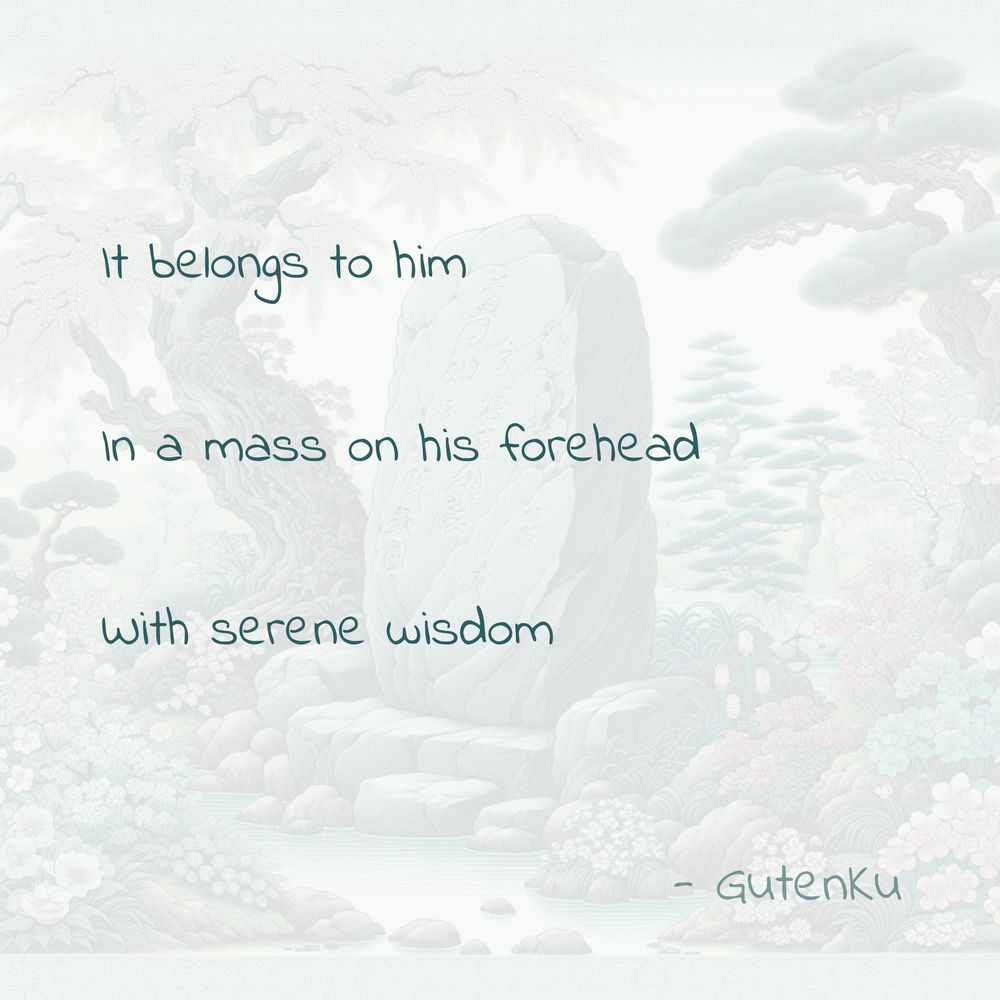 It belongs to him
In a mass on his forehead
with serene wisdom
- GutenKu